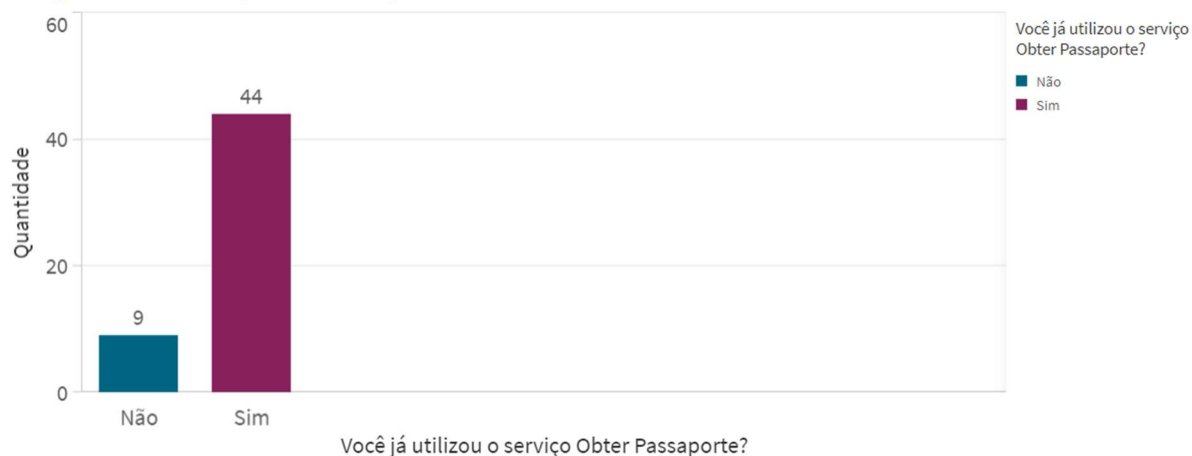 60
40
20
0
Quantidade
9
44
Não
Sim
Você já utilizou o serviço Obter Passaporte?
Você já utilizou o serviço
Obter Passaporte?
Não
Sim